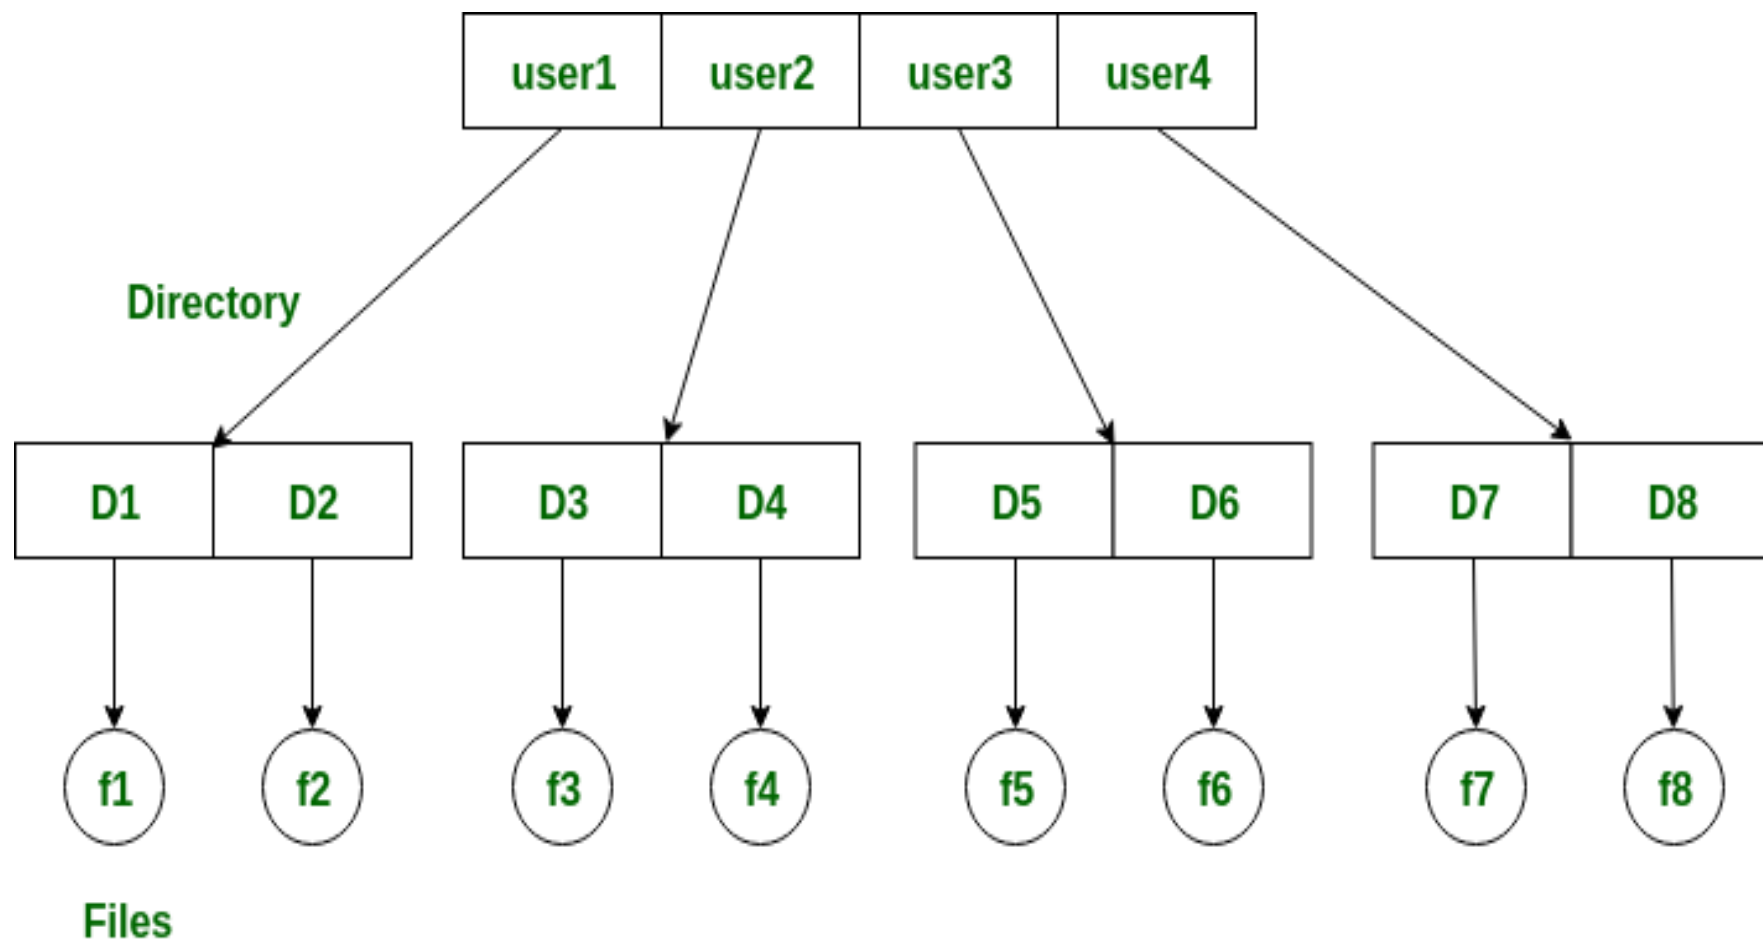 user1 user2 user3 user4
Directory
D1 D2 D3 D4 D5 D6 D7 D8
f1 f2 f3 f4 f5 f6 f7 f8
Files